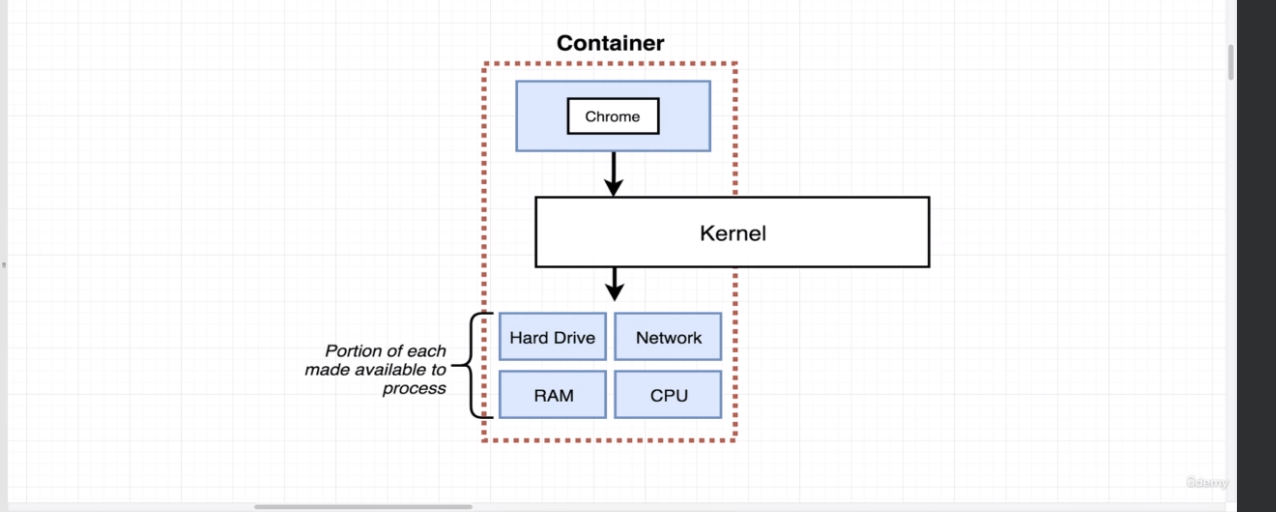 Container
Chrome
Kernel
Hard Drive
Network
Portion of each
made available to
process
RAM
CPU
Udemy